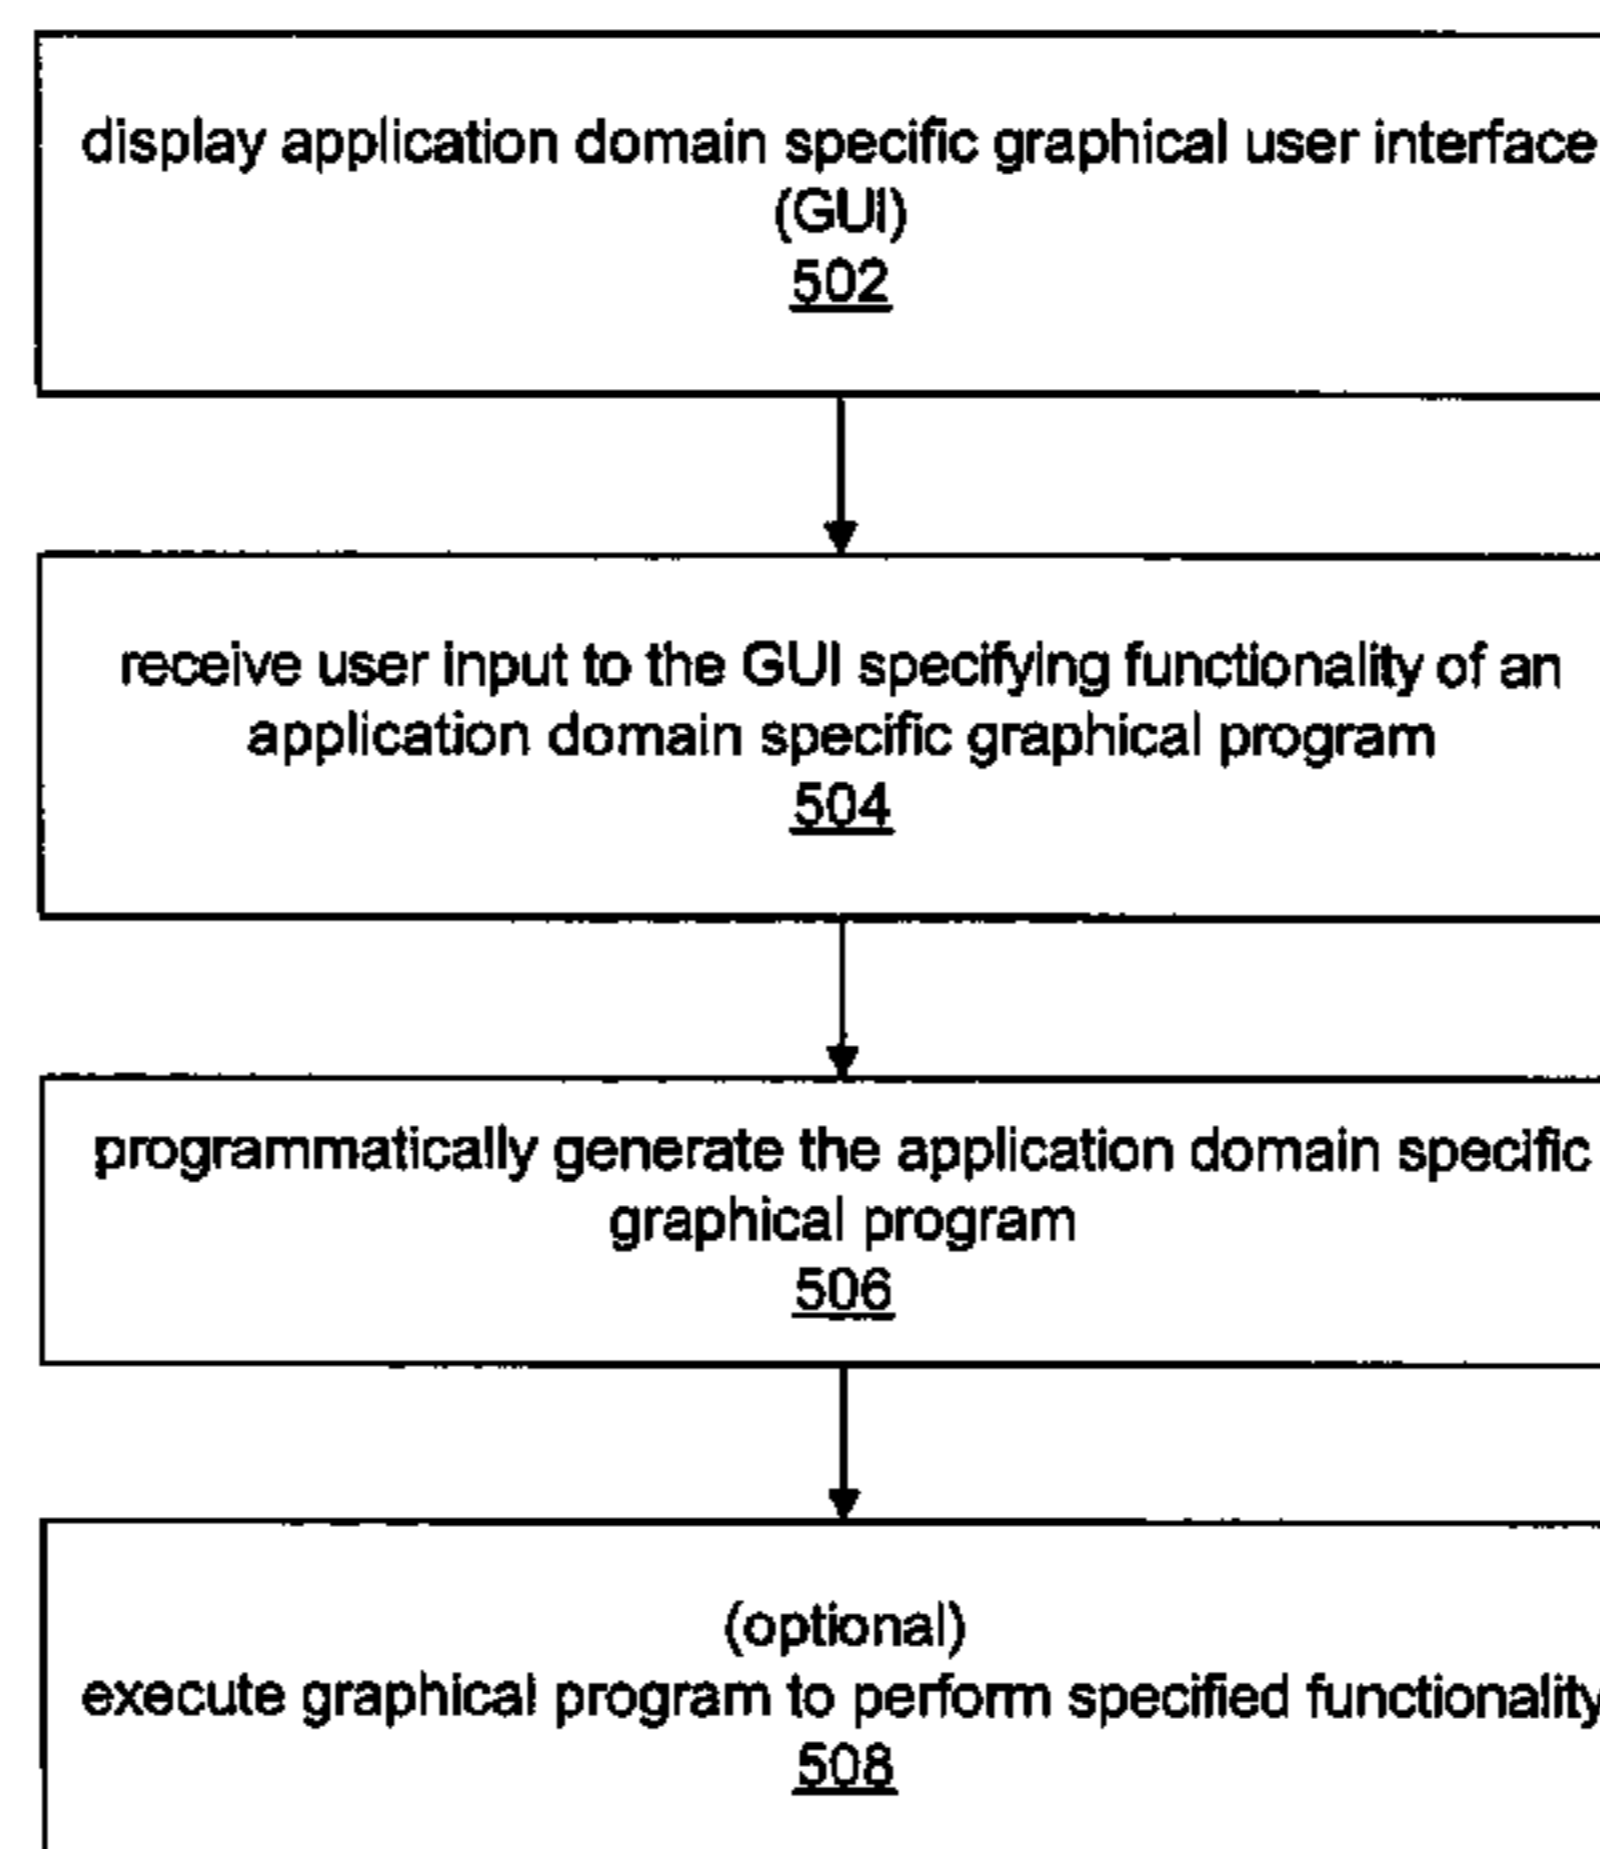 display application domain specific graphical user interface
(GUI)
502
receive user input to the GUI specifying functionality of an
application domain specific graphical program
504
programmatically generate the application domain specific
graphical program
506
(optional)
execute graphical program to perform specified functionality
508